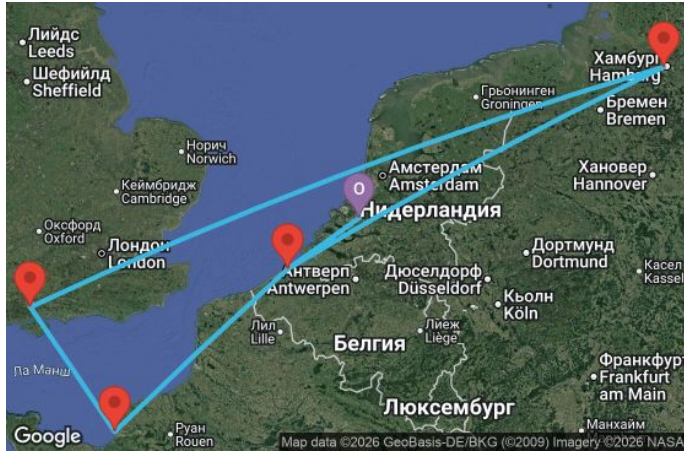 Лийдс
Leeds
Шефийлд
Sheffield
Хамбург
Hamburg
Грьонинген
Groningen
Бремен
Bremen
Норич
Norwich
Амстердам
Amsterdam
Хановер
Hannover
Кеймбридж
Cambridge
O
Нидерландия
Оксфорд
Oxford
Лондон
London
Дортмунд
Dortmund
Антверп
Antwerpen
Дюселдорф
Düsseldorf
Касел
Kassel
Кьолн
Köln
Лил
Lille
Белгия
Лиеж
Liège
Ла Манш
Франкфурт
Frankfurt
am Main
Люксембург
Руан
Rouen
Манхайм
Google
Map data ©2026 GeoBasis-DE/BKG (©2009) Imagery ©2026 NASA